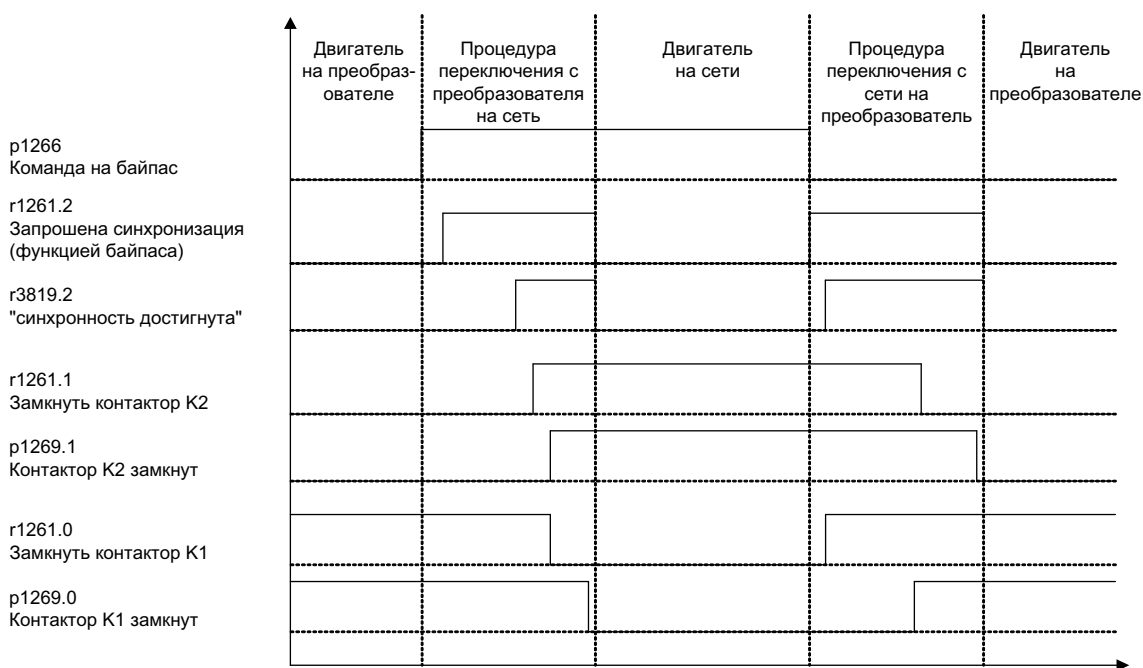 Двигатель
на преобраз-
ователе
Процедура
переключения с
преобразователя
на сеть
Двигатель
на сети
Процедура
переключения с
сети на
преобразователь
Двигатель
на
преобразователе
p1266
Команда на байпас
r1261.2
Запрошена синхронизация
(функцией байпаса)
r3819.2
"синхронность достигнута"
r1261.1
Замкнуть контактор K2
p1269.1
Контактор K2 замкнут
r1261.0
Замкнуть контактор K1
p1269.0
Контактор K1 замкнут